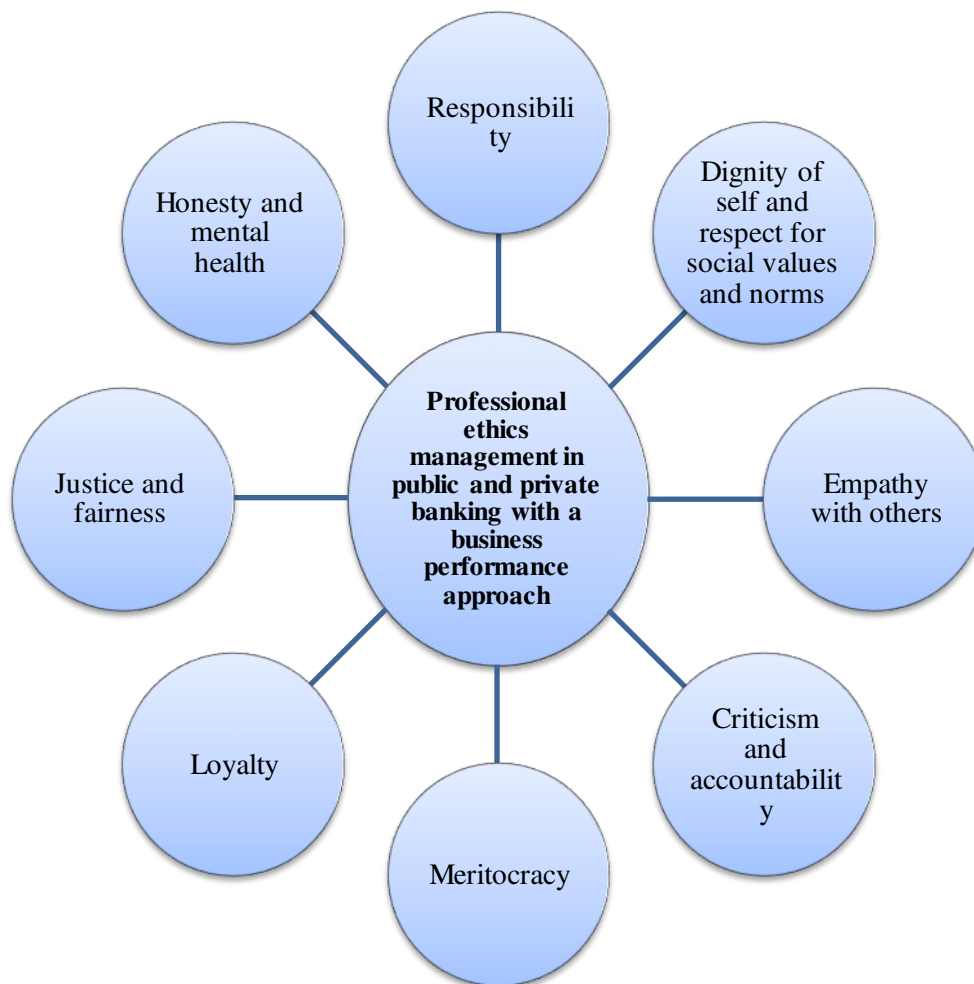 Responsibili
ty
Dignity of
self and
respect for
social values
and norms
Empathy
with others
Criticism
and
accountabilit
y
Meritocracy
Loyalty
Justice and
fairness
Honesty and
mental
health
Professional
ethics
management in
public and private
banking with a
business
performance
approach